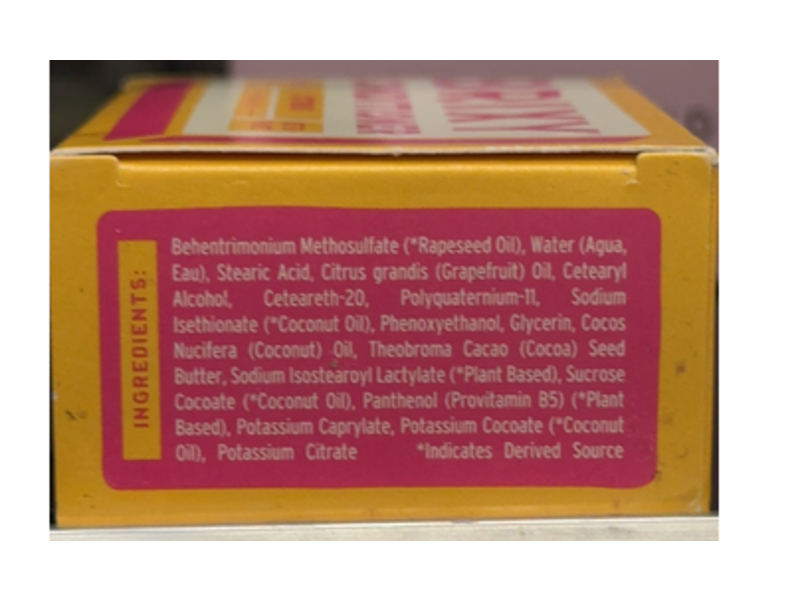 INGREDIENTS:
Behentrimonium Methosulfate (*Rapeseed Oil), Water (Aqua,
Eau), Stearic Acid, Citrus grandis (Grapefruit) Oil, Cetearyl
Alcohol, Ceteareth-20, Polyquaternium-11, Sodium
Isethionate (*Coconut Oil), Phenoxyethanol, Glycerin, Cocos
Nucifera (Coconut) Oil, Theobroma Cacao (Cocoa) Seed
Butter, Sodium Isostearoyl Lactylate (*Plant Based), Sucrose
Cocoate (*Coconut Oil), Panthenol (Provitamin B5) (*Plant
Based), Potassium Caprylate, Potassium Cocoate (*Coconut
Oil), Potassium Citrate *Indicates Derived Source